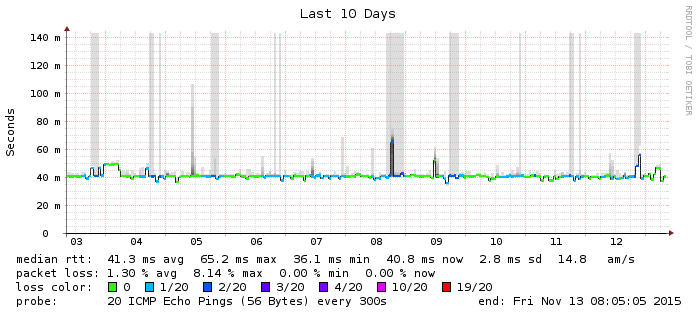 Last 10 Days
RRDTOOL / TOBI OETIKER
Seconds
140 m
120 m
100 m
80 m
60 m
40 m
20 m
0
03 04 05 06 07 08 09 10 11 12
median rtt: 41.3 ms avg 65.2 ms max 36.1 ms min 40.8 ms now 2.8 ms sd 14.8 am/s
packet loss: 1.30 % avg 8.14 % max 0.00 % min 0.00 % now
loss color: 0 1/20 2/20 3/20 4/20 10/20 19/20
probe: 20 ICMP Echo Pings (56 Bytes) every 300s end: Fri Nov 13 08:05:05 2015